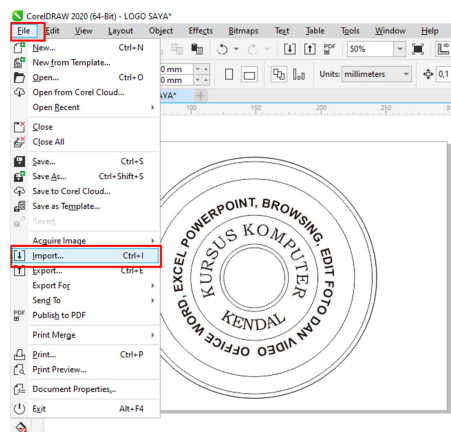 CorelDRAW 2020 (64-Bit) - LOGO SAYA*
File Edit View Layout Object Effects Bitmaps Text Table Tools Window Help
New... Ctrl+N
New from Template...
Open... Ctrl+O
Open from Corel Cloud...
Open Recent
Close
Close All
Save... Ctrl+S
Save As... Ctrl+Shift+S
Save to Corel Cloud...
Save as Template...
Revert
Acquire Image
Import... Ctrl+I
Export... Ctrl+E
Export For
Send To
Publish to PDF
Print Merge
Print... Ctrl+P
Print Preview...
Document Properties...
Exit Alt+F4
PDF
50%
0 mm
0 mm
Units: millimeters
0,1
AYA*
100 150 200 250
PDF
OFFICE WORD, EXCEL POWERPOINT, BROWSING, EDIT FOTO DAN VIDEO
KURSUS KOMPUTER
KENDAL